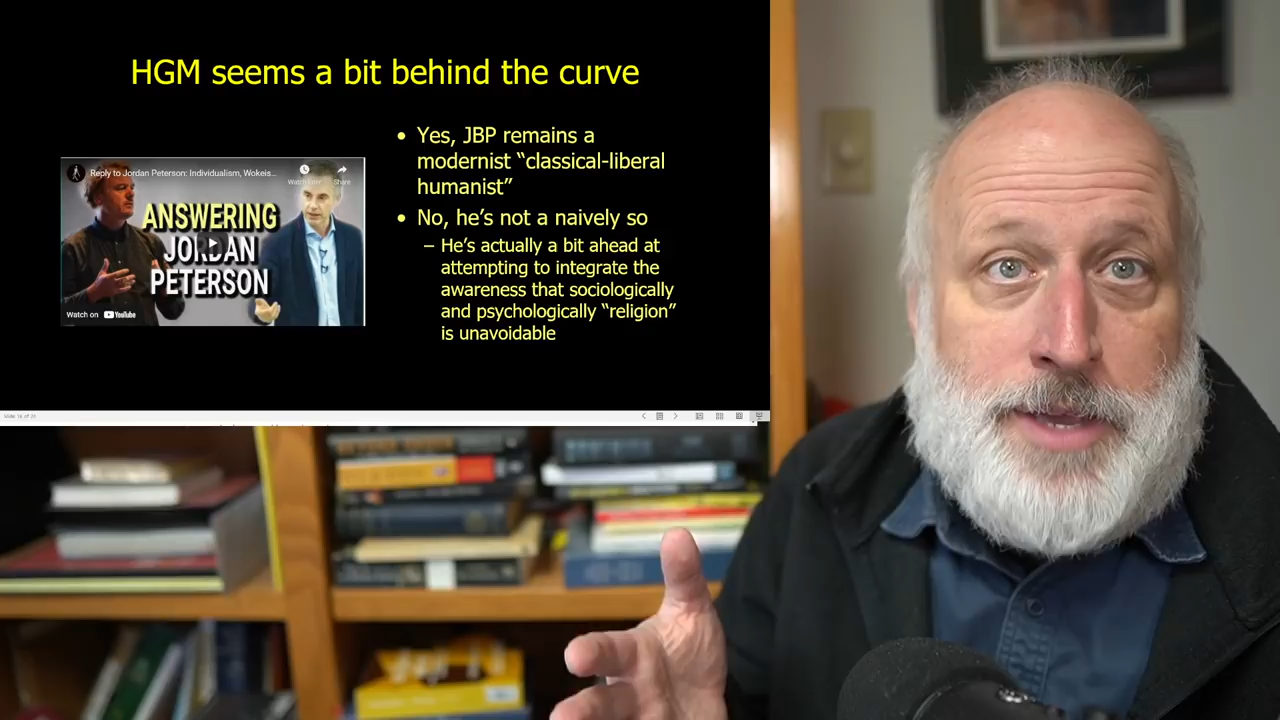 HGM seems a bit behind the curve
Reply to Jordan Peterson: Individualism, Wokeis...
Watch later
Share
ANSWERING
JORDAN
PETERSON
Watch on YouTube
• Yes, JBP remains a
modernist “classical-liberal
humanist”
• No, he’s not a naively so
– He’s actually a bit ahead at
attempting to integrate the
awareness that sociologically
and psychologically “religion”
is unavoidable